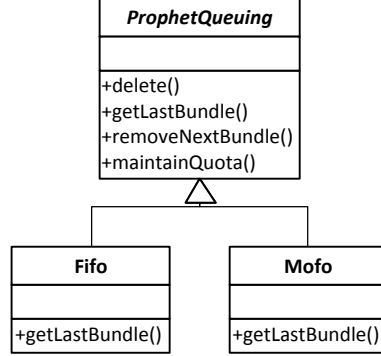 ProphetQueuing
+delete()
+getLastBundle()
+removeNextBundle()
+maintainQuota()
Fifo
+getLastBundle()
Mofo
+getLastBundle()